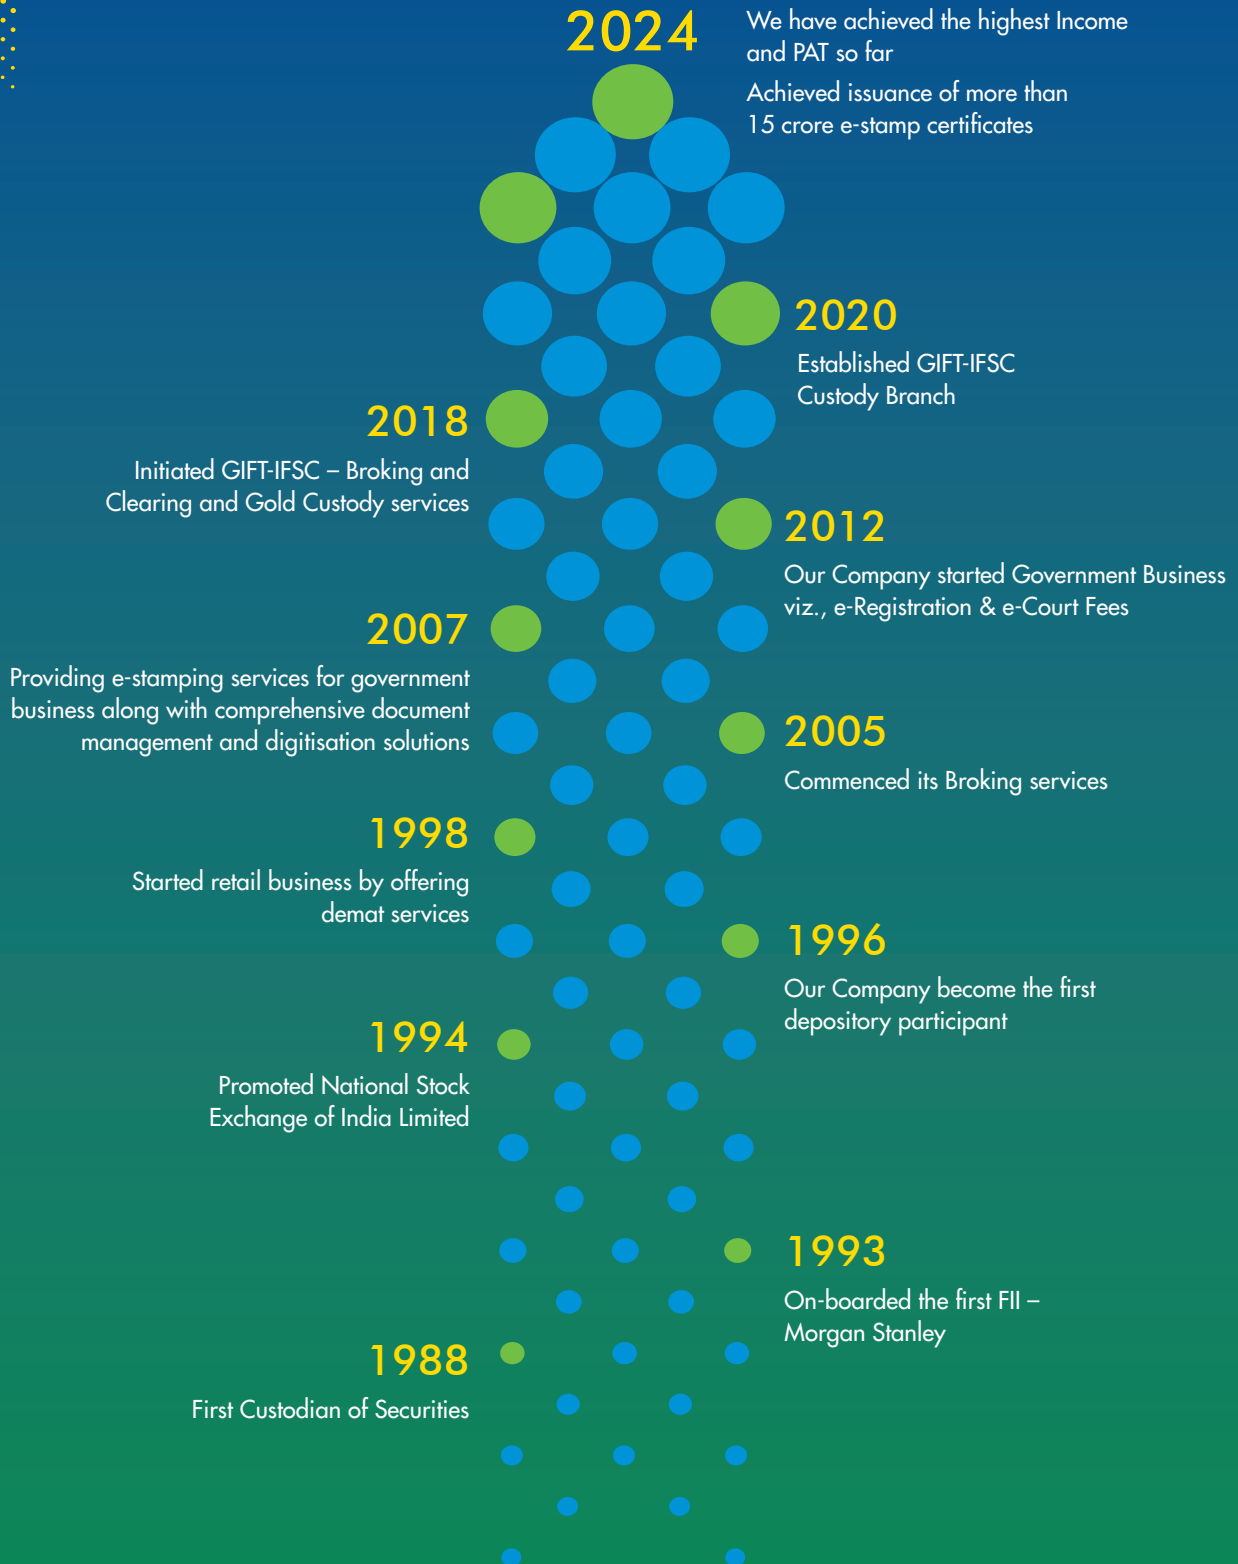 2024
We have achieved the highest Income
and PAT so far
Achieved issuance of more than
15 crore e-stamp certificates
2020
Established GIFT-IFSC
Custody Branch
2018
Initiated GIFT-IFSC – Broking and
Clearing and Gold Custody services
2012
Our Company started Government Business
viz., e-Registration & e-Court Fees
2007
Providing e-stamping services for government
business along with comprehensive document
management and digitisation solutions
2005
Commenced its Broking services
1998
Started retail business by offering
demat services
1996
Our Company become the first
depository participant
1994
Promoted National Stock
Exchange of India Limited
1993
On-boarded the first FII –
Morgan Stanley
1988
First Custodian of Securities